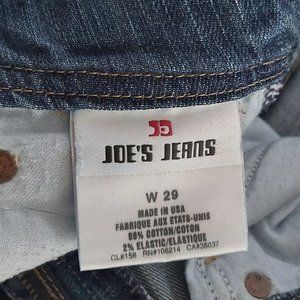 JOE'S JEANS
W 29
MADE IN USA
FABRIQUE AUX ETATS-UNIS
98% COTTON/COTON
2% ELASTIC/ELASTIQUE
CL#158 RN#106214 CA#35037